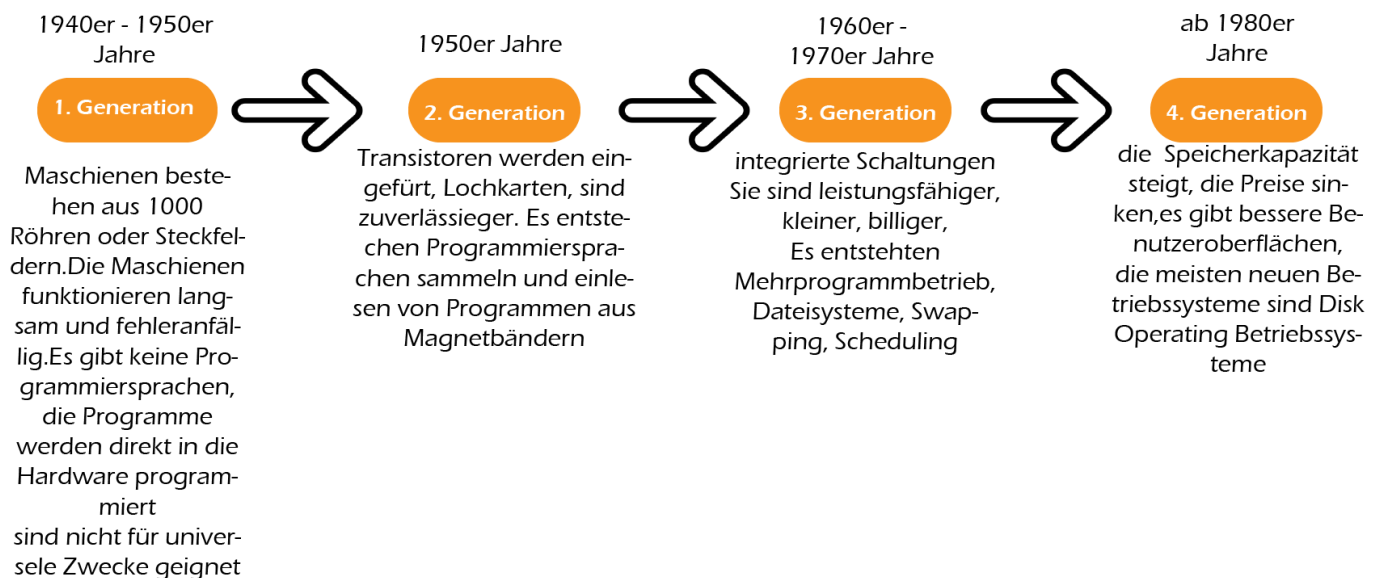 1940er - 1950er
Jahre
1. Generation
Maschienen beste-
hen aus 1000
Röhren oder Steckfel-
dern.Die Maschienen
funktionieren lang-
sam und fehleranfäl-
lig.Es gibt keine Pro-
grammiersprachen,
die Programme
werden direkt in die
Hardware program-
miert
sind nicht für univer-
sele Zwecke geignet
1950er Jahre
2. Generation
Transistoren werden ein-
gefürt, Lochkarten, sind
zuverlässieger. Es entste-
chen Programmierspra-
chen sammeln und einle-
sen von Programmen aus
Magnetbändern
1960er -
1970er Jahre
3. Generation
integrierte Schaltungen
Sie sind leistungsfähiger,
kleiner, billiger,
Es entstehten
Mehrprogrammbetrieb,
Dateisysteme, Swap-
ping, Scheduling
ab 1980er
Jahre
4. Generation
die Speicherkapazität
steigt, die Preise sin-
ken,es gibt bessere Be-
nutzeroberflächen,
die meisten neuen Be-
triebssysteme sind Disk
Operating Betriebssys-
teme